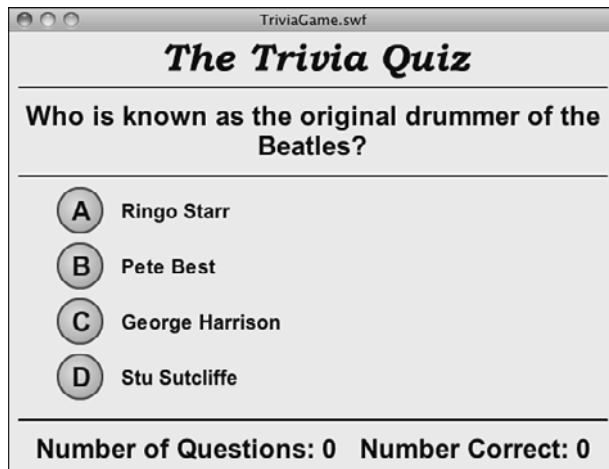 TriviaGame.swf
The Trivia Quiz
Who is known as the original drummer of the
Beatles?
A Ringo Starr
B Pete Best
C George Harrison
D Stu Sutcliffe
Number of Questions: 0 Number Correct: 0